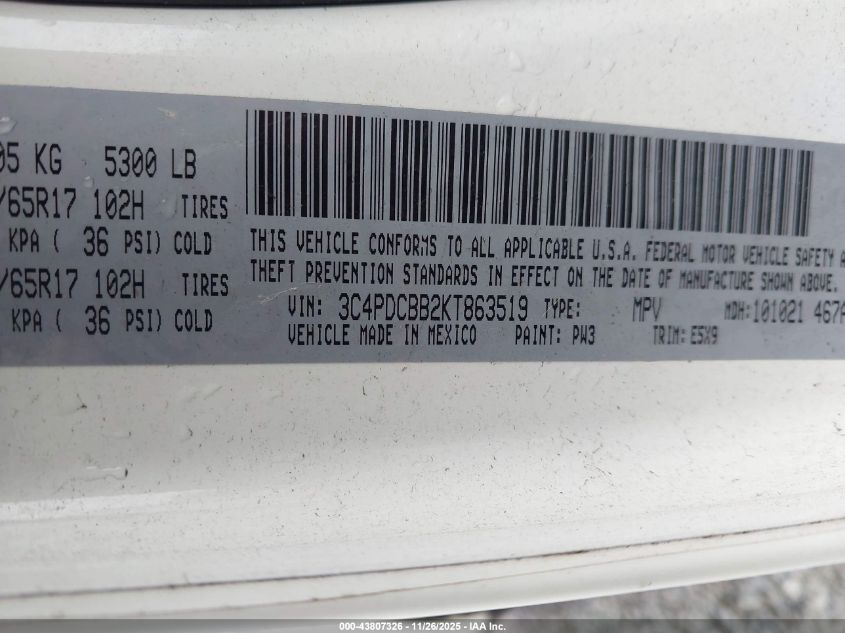 05 KG 5300 LB
/65R17 102H TIRES
KPA ( 36 PSI) COLD
/65R17 102H TIRES
KPA ( 36 PSI) COLD
THIS VEHICLE CONFORMS TO ALL APPLICABLE U.S.A. FEDERAL MOTOR VEHICLE SAFETY A
THEFT PREVENTION STANDARDS IN EFFECT ON THE DATE OF MANUFACTURE SHOWN ABOVE.
VIN: 3C4PDCBB2KT863519 TYPE: MPV MDH:101021 467A
VEHICLE MADE IN MEXICO PAINT: PW3 TRIM: E5X9
000-43807326 - 11/26/2025 - IAA Inc.